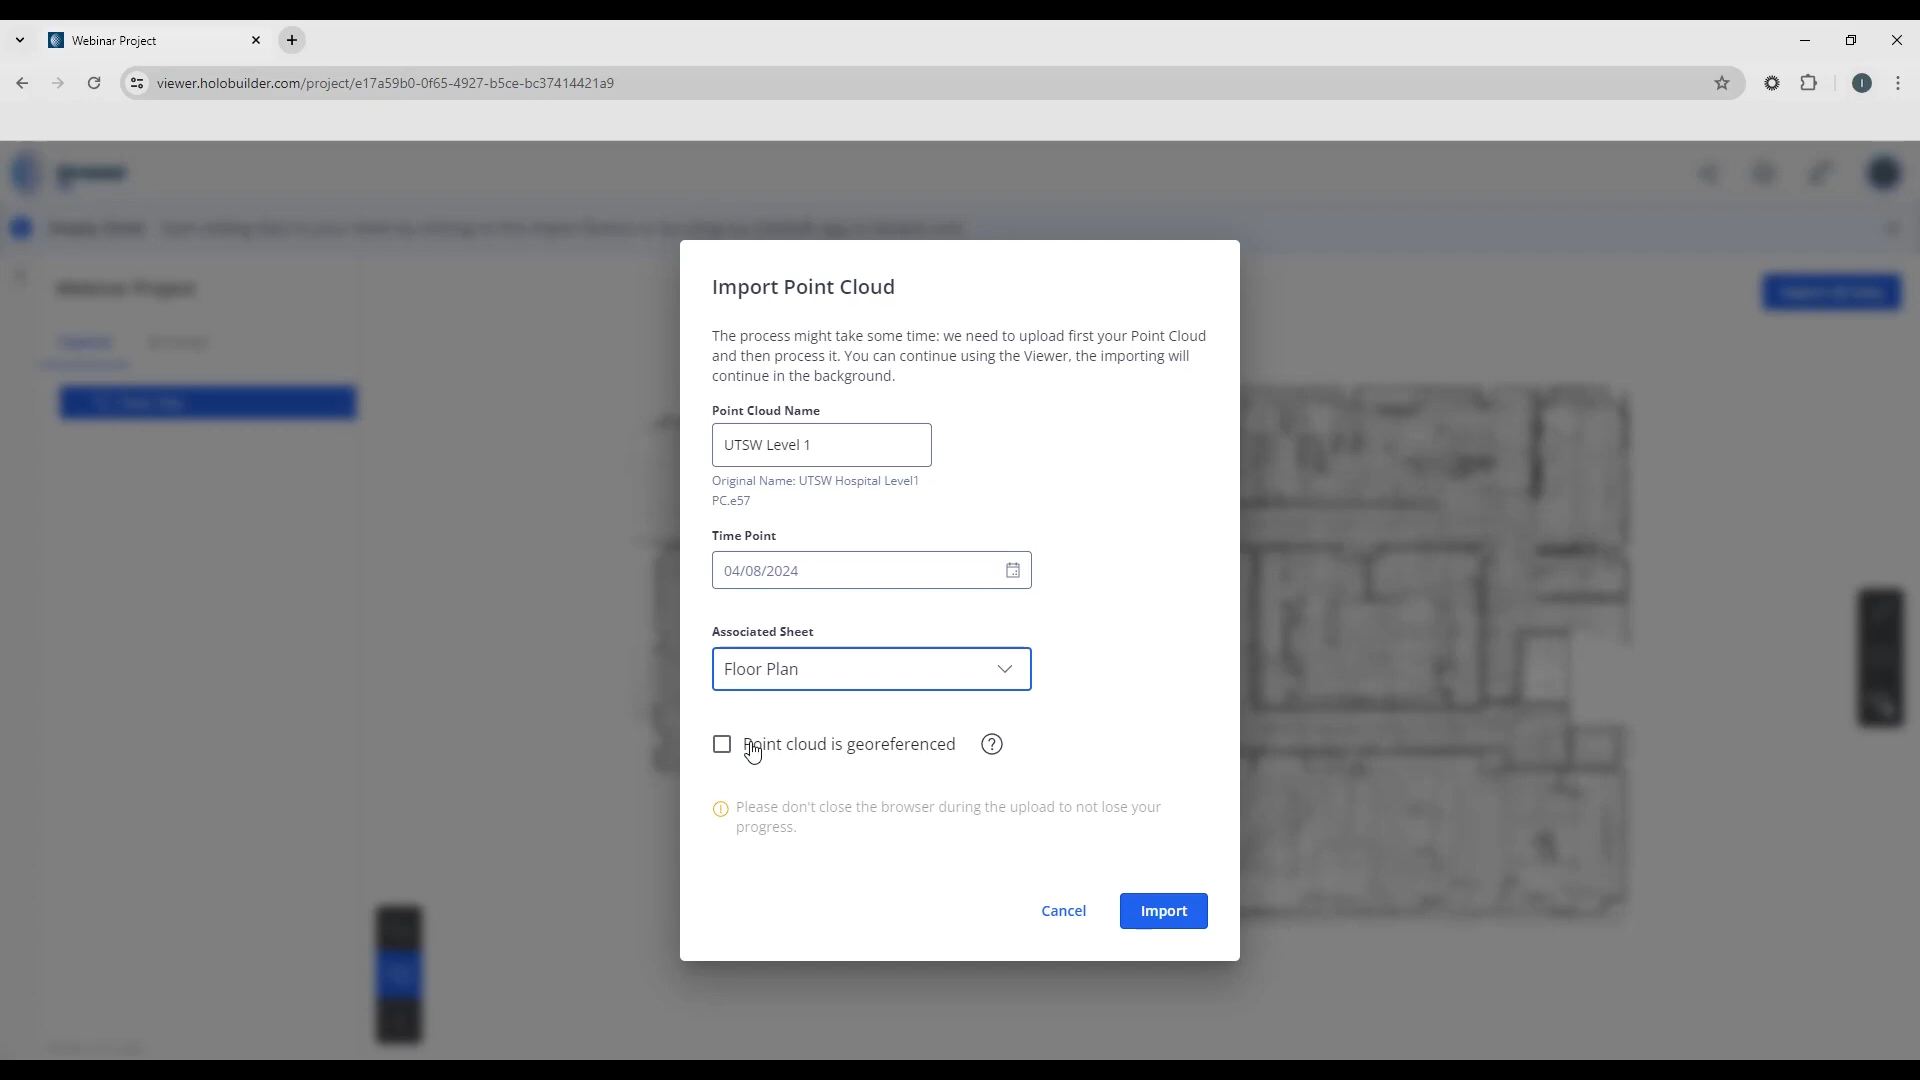 Webinar Project
viewer.holobuilder.com/project/e17a59b0-0f65-4927-b5ce-bc37414421a9
I
Webinar Project
Import Point Cloud
The process might take some time: we need to upload first your Point Cloud
and then process it. You can continue using the Viewer, the importing will
continue in the background.
Point Cloud Name
UTSW Level 1
Original Name: UTSW Hospital Level1
PC.e57
Time Point
04/08/2024
Associated Sheet
Floor Plan
Point cloud is georeferenced
Please don't close the browser during the upload to not lose your
progress.
Cancel
Import